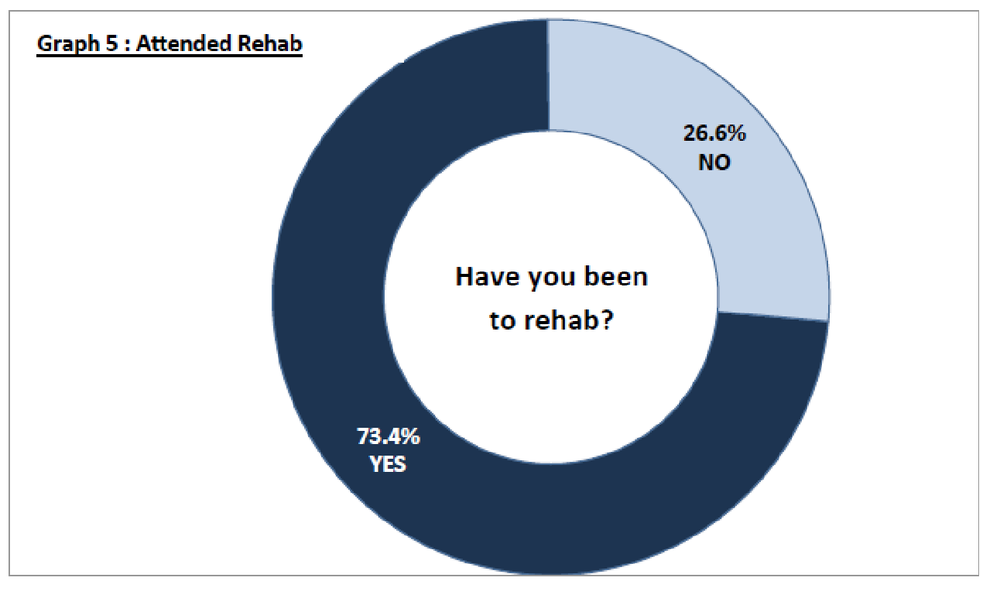 Graph 5 : Attended Rehab
26.6%
NO
Have you been
to rehab?
73.4%
YES